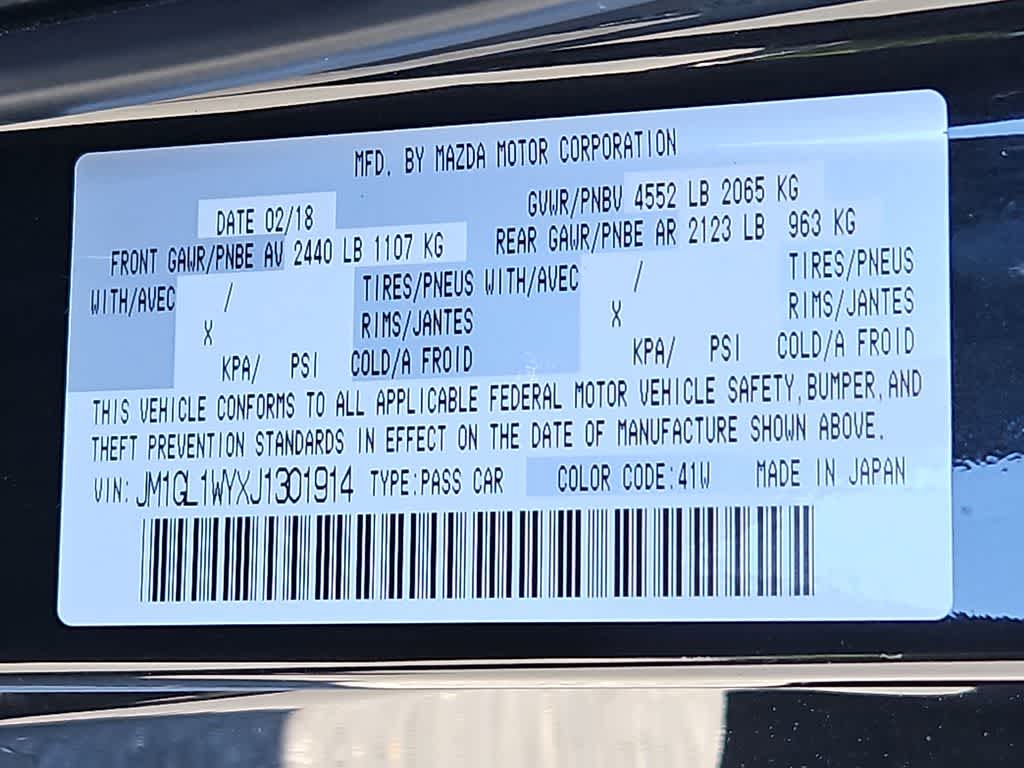 MFD. BY MAZDA MOTOR CORPORATION
DATE 02/18 GVWR/PNBV 4552 LB 2065 KG
FRONT GAWR/PNBE AV 2440 LB 1107 KG REAR GAWR/PNBE AR 2123 LB 963 KG
WITH/AVEC / TIRES/PNEUS WITH/AVEC / TIRES/PNEUS
X RIMS/JANTES X RIMS/JANTES
KPA/ PSI COLD/A FROID KPA/ PSI COLD/A FROID
THIS VEHICLE CONFORMS TO ALL APPLICABLE FEDERAL MOTOR VEHICLE SAFETY, BUMPER, AND
THEFT PREVENTION STANDARDS IN EFFECT ON THE DATE OF MANUFACTURE SHOWN ABOVE.
VIN: JM1GL1WYXJ1301914 TYPE:PASS CAR COLOR CODE:41W MADE IN JAPAN